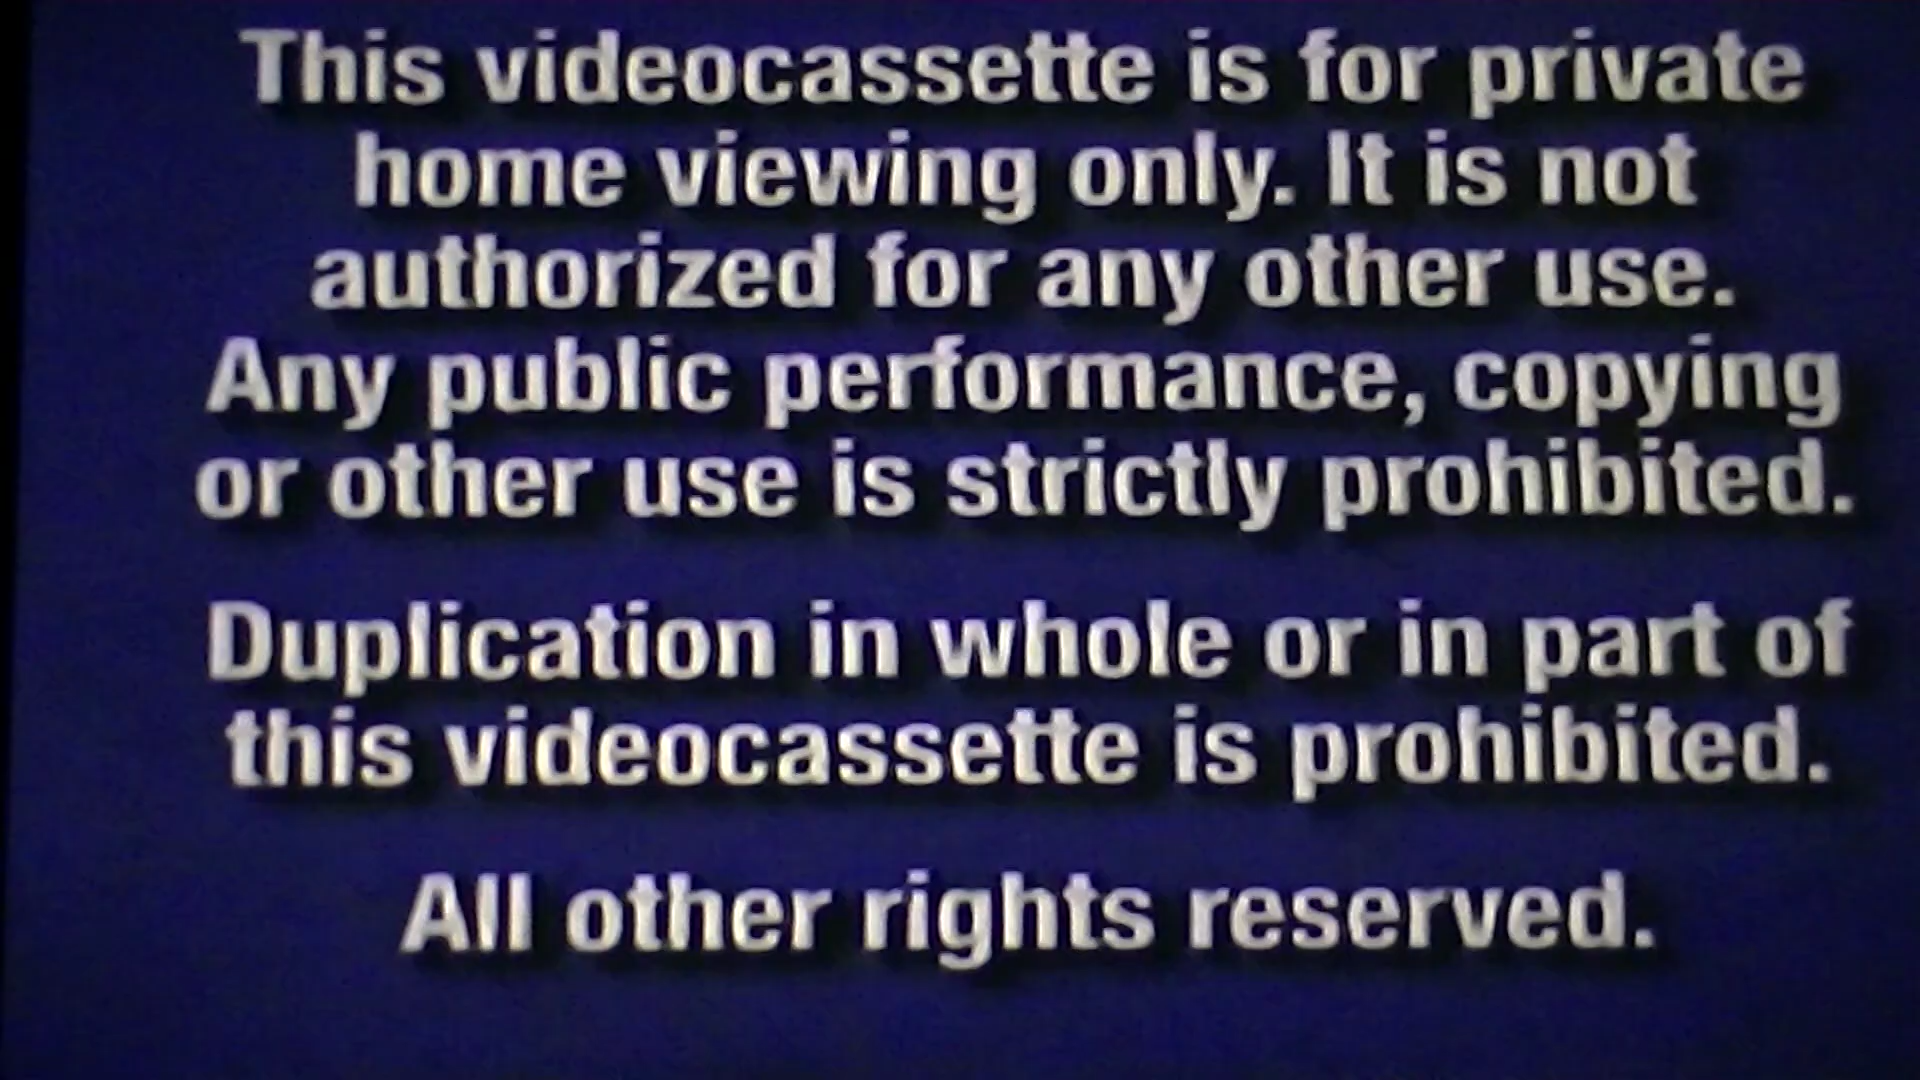 This videocassette is for private
home viewing only. It is not
authorized for any other use.
Any public performance, copying
or other use is strictly prohibited.
Duplication in whole or in part of
this videocassette is prohibited.
All other rights reserved.